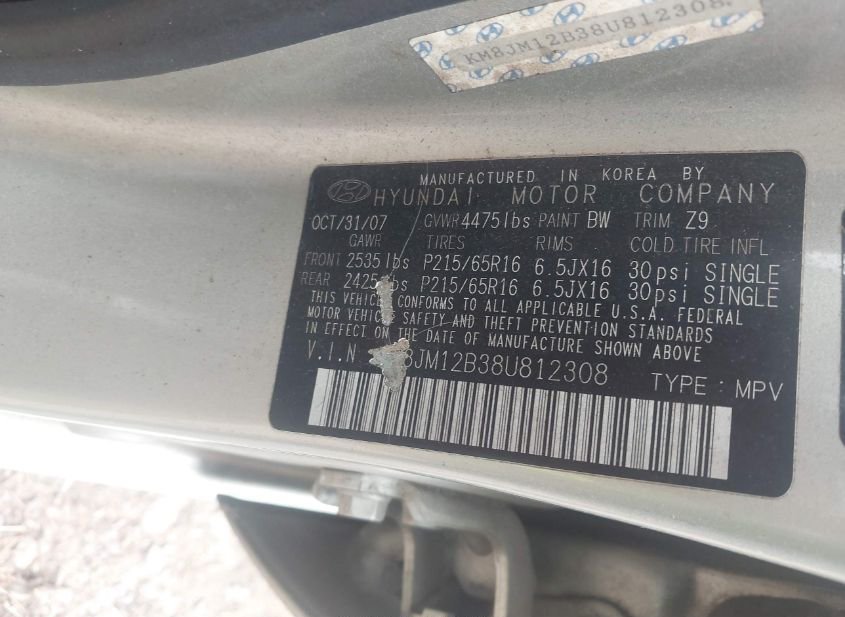 KM8JM12B38U812308
MANUFACTURED IN KOREA BY
HYUNDAI MOTOR COMPANY
OCT/31/07 GVWR 4475lbs PAINT BW TRIM Z9
GAWR TIRES RIMS COLD TIRE INFL
FRONT 2535lbs P215/65R16 6.5JX16 30psi SINGLE
REAR P215/65R16 6.5JX16 30psi SINGLE
THIS VEHICLE CONFORMS TO ALL APPLICABLE U.S.A. FEDERAL
MOTOR VEHICLE SAFETY AND THEFT PREVENTION STANDARDS
IN EFFECT ON THE DATE OF MANUFACTURE SHOWN ABOVE
V.I.N 8JM12B38U812308 TYPE : MPV